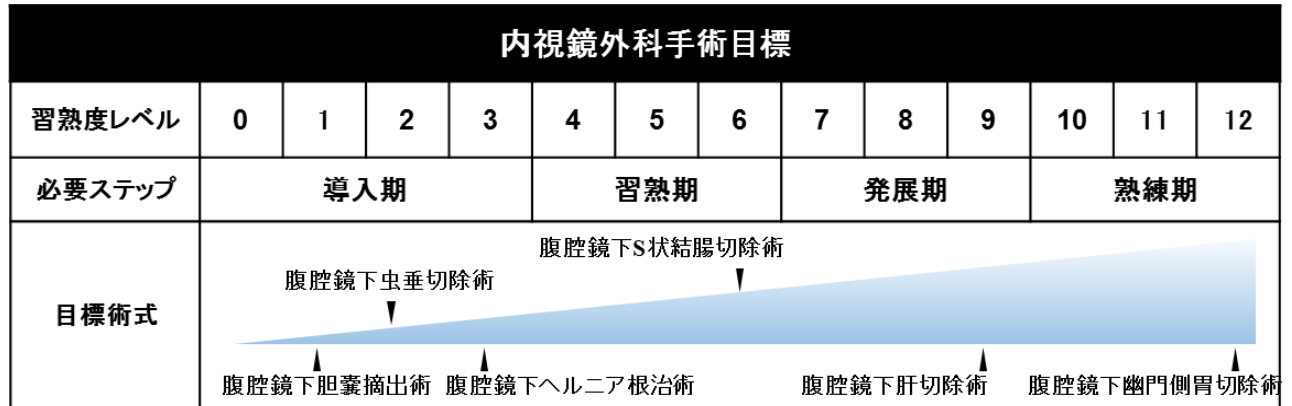 内視鏡外科手術目標
習熟度レベル 0 1 2 3 4 5 6 7 8 9 10 11 12
必要ステップ 導入期 習熟期 発展期 熟練期
腹腔鏡下S状結腸切除術
腹腔鏡下虫垂切除術
目標術式
腹腔鏡下胆嚢摘出術 腹腔鏡下ヘルニア根治術 腹腔鏡下肝切除術 腹腔鏡下幽門側胃切除術